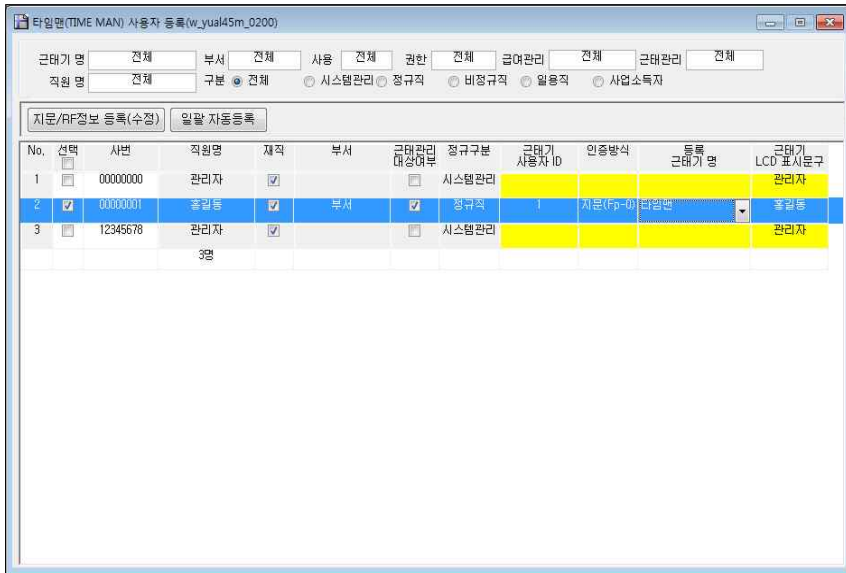 타임맨(TIME MAN) 사용자 등록(w_yual45m_0200)
근태기 명 전체 부서 전체 사용 전체 권한 전체 급여관리 전체 근태관리 전체
직원 명 전체 구분 전체 시스템관리 정규직 비정규직 일용직 사업소득자
지문/RF정보 등록(수정) 일괄 자동등록
No. 선택 사번 직원명 재직 부서 근태관리 대상여부 정규구분 근태기 사용자 ID 인증방식 등록 근태기 명 근태기 LCD 표시문구
1 00000000 관리자 시스템관리 관리자
2 00000001 홍길동 부서 정규직 1 지문(Fp-0) 타임맨 홍길동
3 12345678 관리자 시스템관리 관리자
3명